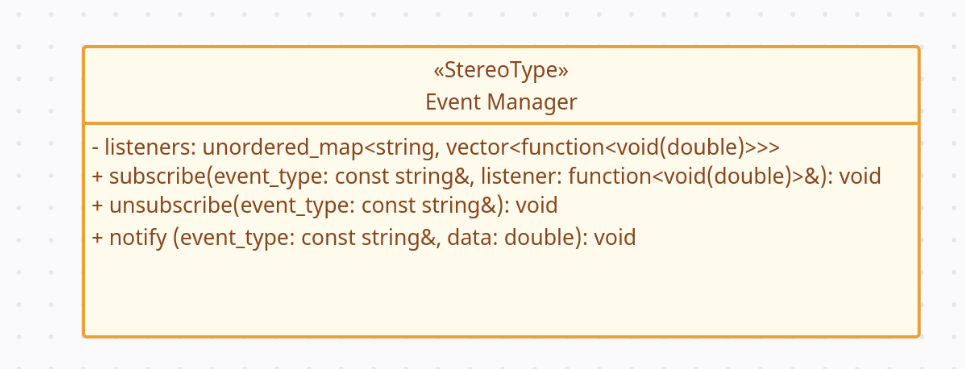 «StereoType»
Event Manager
- listeners: unordered_map<string, vector<function<void(double)>>>
+ subscribe(event_type: const string&, listener: function<void(double)>&): void
+ unsubscribe(event_type: const string&): void
+ notify (event_type: const string&, data: double): void